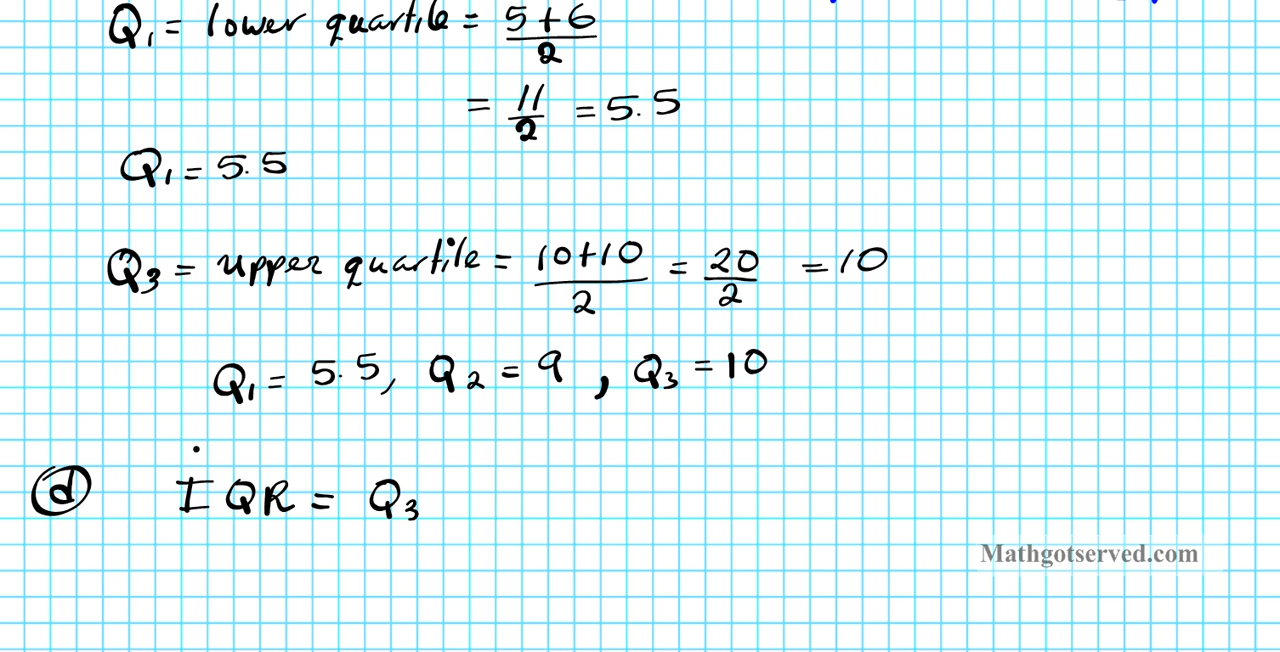 Q₁ = lower quartile = 5+6/2
= 11/2 = 5.5
Q₁ = 5.5
Q₃ = upper quartile = 10+10/2 = 20/2 = 10
Q₁ = 5.5, Q₂ = 9, Q₃ = 10
d IQR = Q₃
Mathgotserved.com